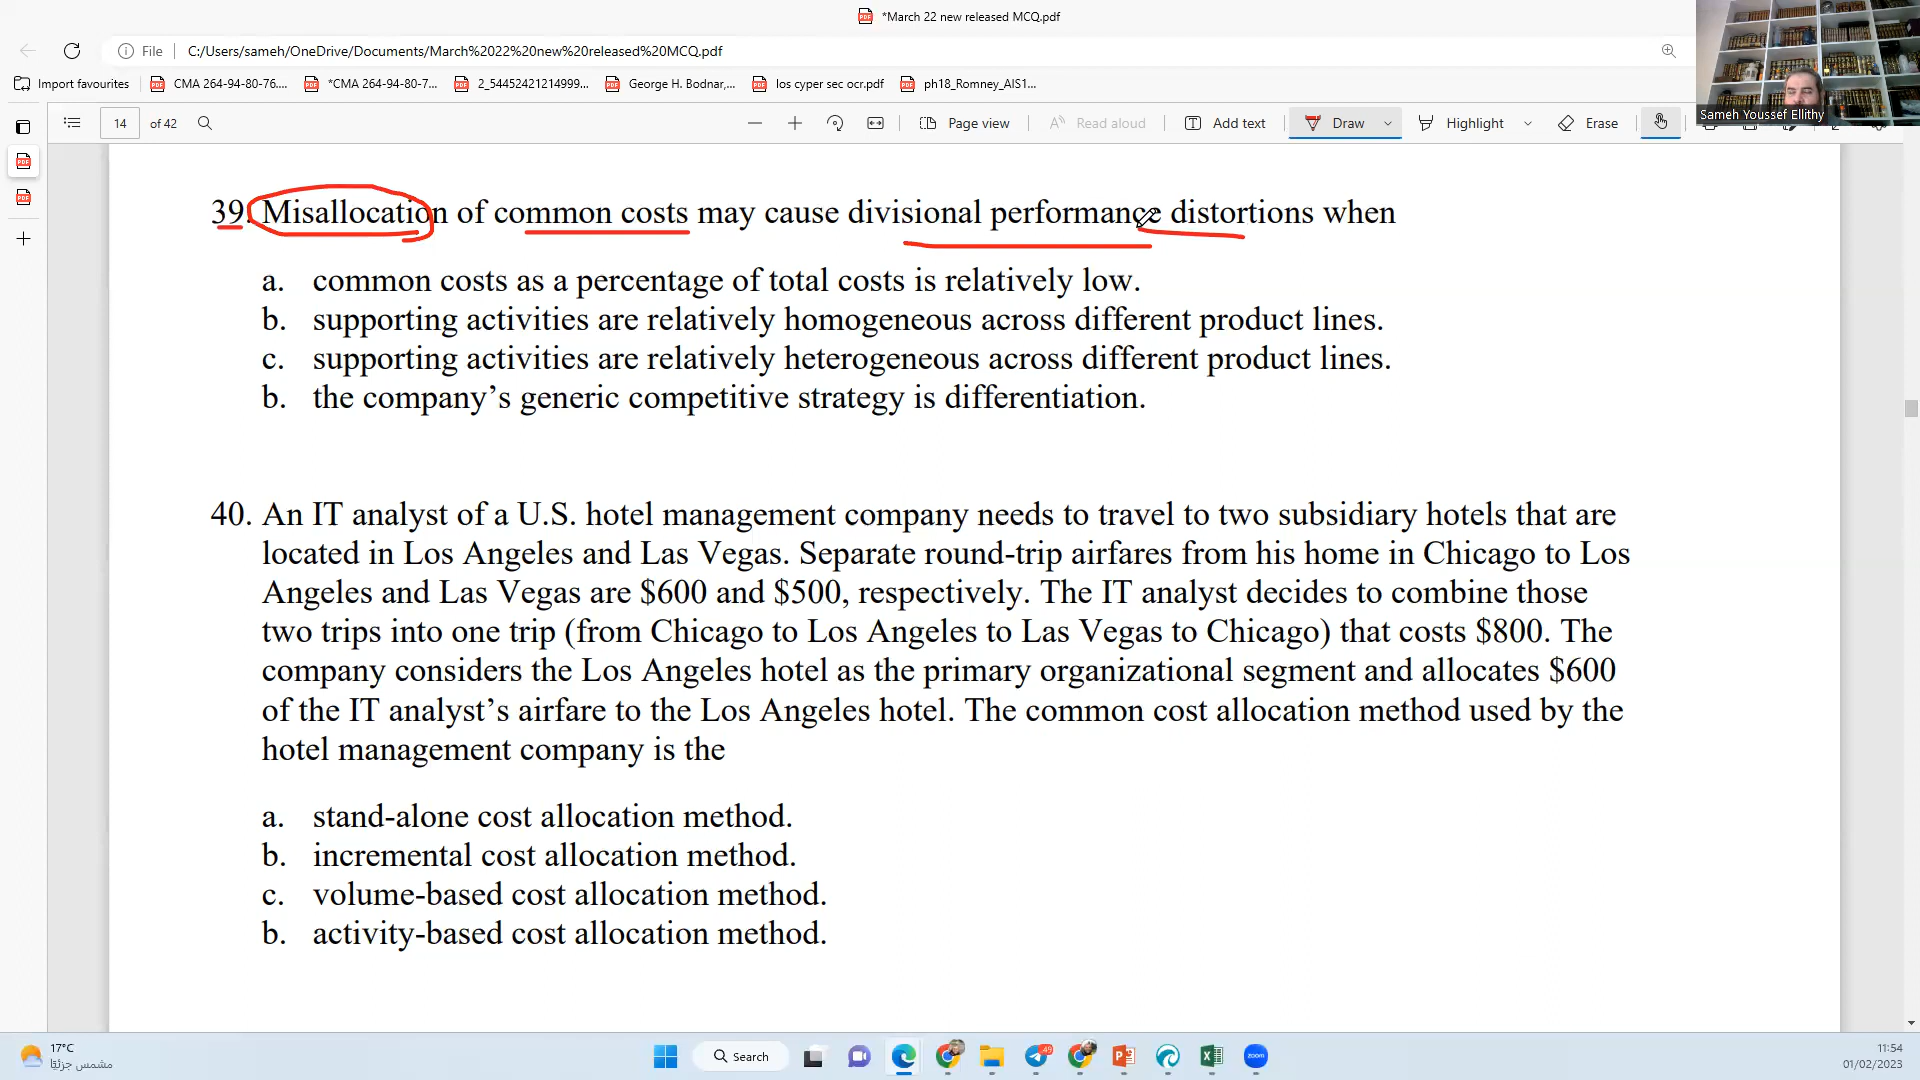 *March 22 new released MCQ.pdf
File
C:/Users/sameh/OneDrive/Documents/March%2022%20new%20released%20MCQ.pdf
Import favourites
CMA 264-94-80-76....
*CMA 264-94-80-7...
2_54452421214999...
George H. Bodnar,...
los cyper sec ocr.pdf
ph18_Romney_AIS1...
Sameh Youssef Ellithy
14 of 42
Page view
Read aloud
Add text
Draw
Highlight
Erase
39. Misallocation of common costs may cause divisional performance distortions when
a. common costs as a percentage of total costs is relatively low.
b. supporting activities are relatively homogeneous across different product lines.
c. supporting activities are relatively heterogeneous across different product lines.
b. the company's generic competitive strategy is differentiation.
40. An IT analyst of a U.S. hotel management company needs to travel to two subsidiary hotels that are
located in Los Angeles and Las Vegas. Separate round-trip airfares from his home in Chicago to Los
Angeles and Las Vegas are $600 and $500, respectively. The IT analyst decides to combine those
two trips into one trip (from Chicago to Los Angeles to Las Vegas to Chicago) that costs $800. The
company considers the Los Angeles hotel as the primary organizational segment and allocates $600
of the IT analyst's airfare to the Los Angeles hotel. The common cost allocation method used by the
hotel management company is the
a. stand-alone cost allocation method.
b. incremental cost allocation method.
c. volume-based cost allocation method.
b. activity-based cost allocation method.
17°C
مشمس جزئيًا
Search
49
zoom
11:54
01/02/2023